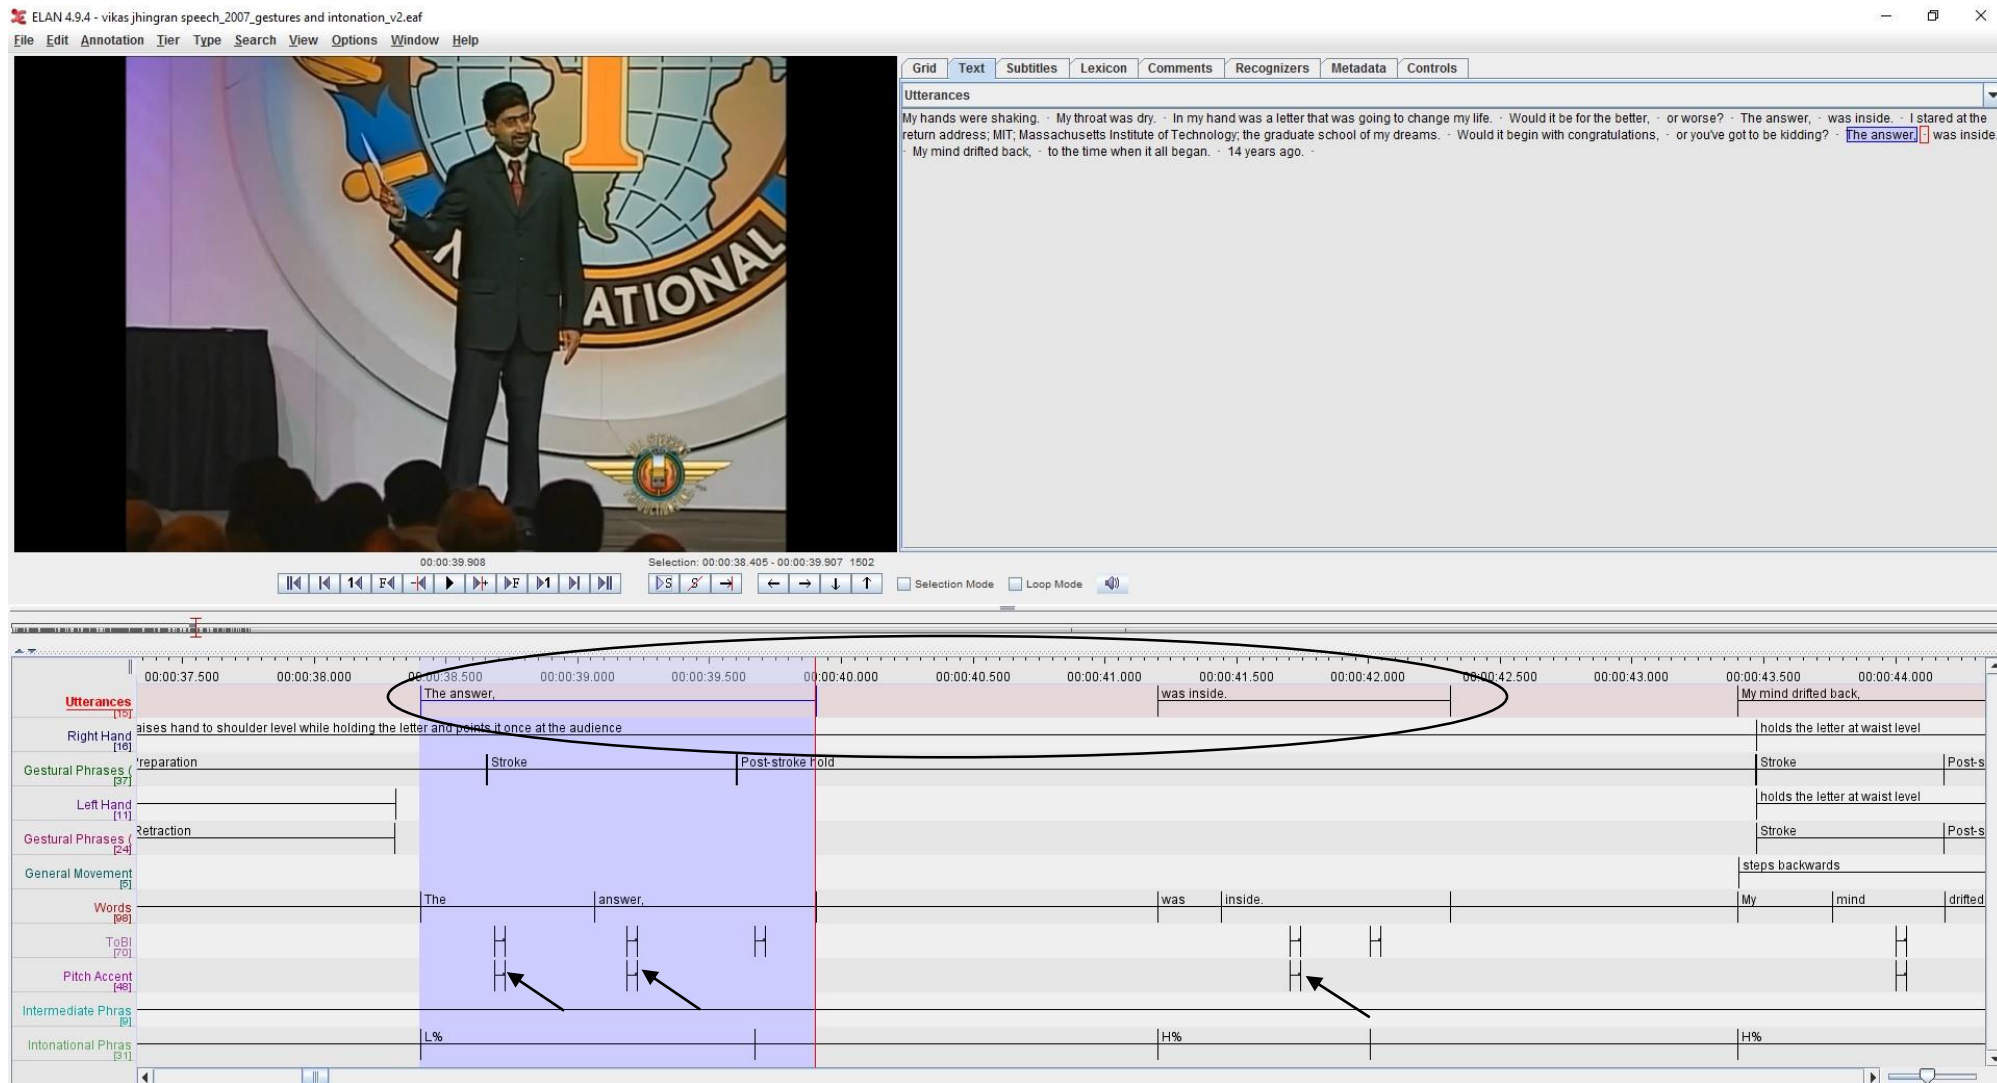 ELAN 4.9.4 - vikas jhingran speech_2007_gestures and intonation_v2.eaf
File Edit Annotation Tier Type Search View Options Window Help
Grid Text Subtitles Lexicon Comments Recognizers Metadata Controls
Utterances
My hands were shaking. · My throat was dry. · In my hand was a letter that was going to change my life. · Would it be for the better, · or worse? · The answer, · was inside. · I stared at the
return address; MIT; Massachusetts Institute of Technology; the graduate school of my dreams. · Would it begin with congratulations, · or you've got to be kidding? · The answer, · was inside.
· My mind drifted back, · to the time when it all began. · 14 years ago. ·
NATIONAL
00:00:39.908
Selection: 00:00:38.405 - 00:00:39.907 1502
Selection Mode Loop Mode
00:00:37.500 00:00:38.000 00:00:38.500 00:00:39.000 00:00:39.500 00:00:40.000 00:00:40.500 00:00:41.000 00:00:41.500 00:00:42.000 00:00:42.500 00:00:43.000 00:00:43.500 00:00:44.000
Utterances [15] The answer, was inside. My mind drifted back,
Right Hand [16] aises hand to shoulder level while holding the letter and points it once at the audience holds the letter at waist level
Gestural Phrases ( [37] Preparation Stroke Post-stroke hold Stroke Post-s
Left Hand [11] holds the letter at waist level
Gestural Phrases ( [24] Retraction Stroke Post-s
General Movement [5] steps backwards
Words [98] The answer, was inside. My mind drifted
ToBI [70]
Pitch Accent [48]
Intermediate Phras [9]
Intonational Phras [31] L% H% H%